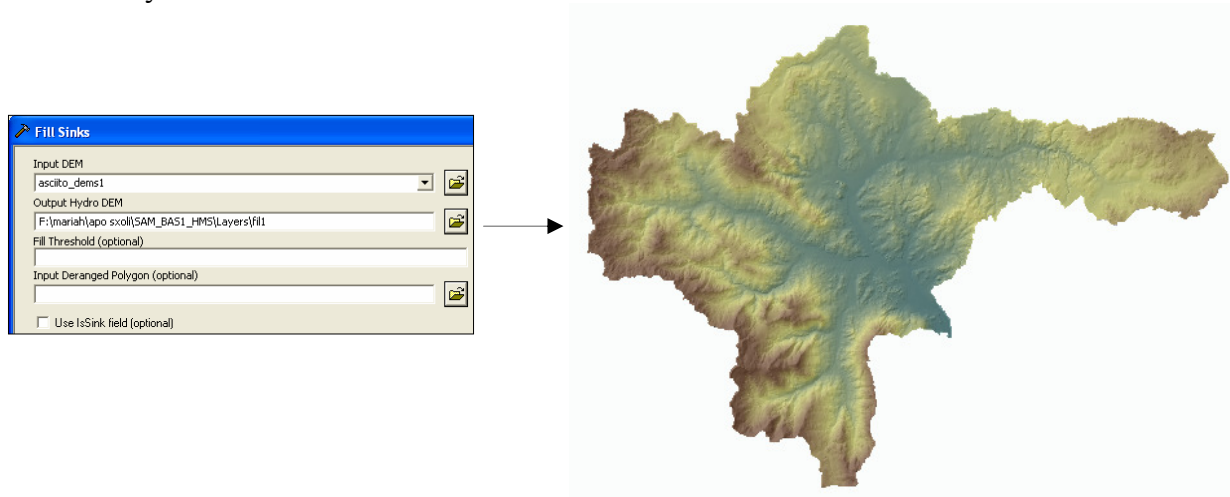 Fill Sinks
Input DEM
asciito_dems1
Output Hydro DEM
F:\mariah\apo sxoli\SAM_BAS1_HMS\Layers\fil1
Fill Threshold (optional)
Input Deranged Polygon (optional)
Use IsSink field (optional)